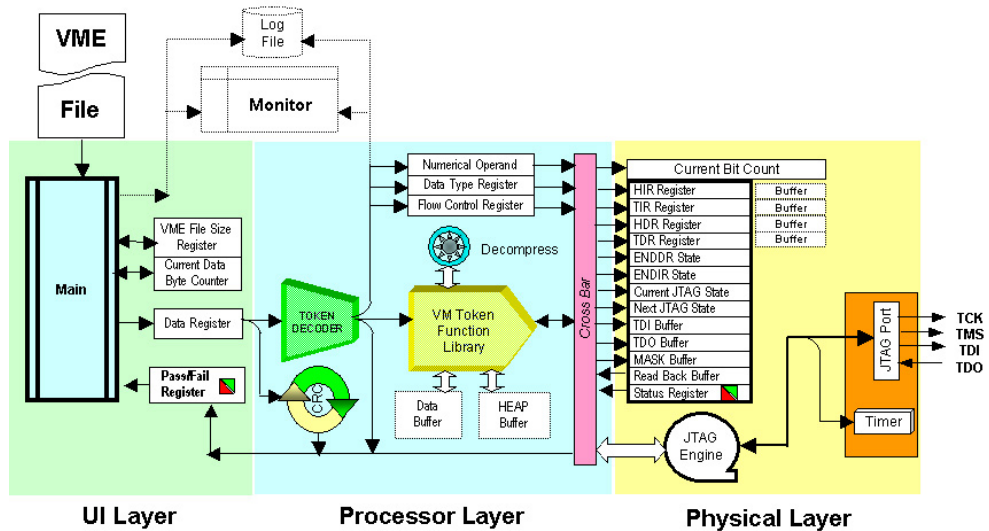 VME
File
Log
File
Monitor
Main
VME File Size
Register
Current Data
Byte Counter
Data Register
Pass/Fail
Register
TOKEN
DECODER
CRC
Numerical Operand
Data Type Register
Flow Control Register
Decompress
VM Token
Function
Library
Data
Buffer
HEAP
Buffer
Cross Bar
Current Bit Count
HIR Register
Buffer
TIR Register
Buffer
HDR Register
Buffer
TDR Register
Buffer
ENDDR State
ENDIR State
Current JTAG State
Next JTAG State
TDI Buffer
TDO Buffer
MASK Buffer
Read Back Buffer
Status Register
JTAG
Engine
JTAG Port
Timer
TCK
TMS
TDI
TDO
UI Layer
Processor Layer
Physical Layer